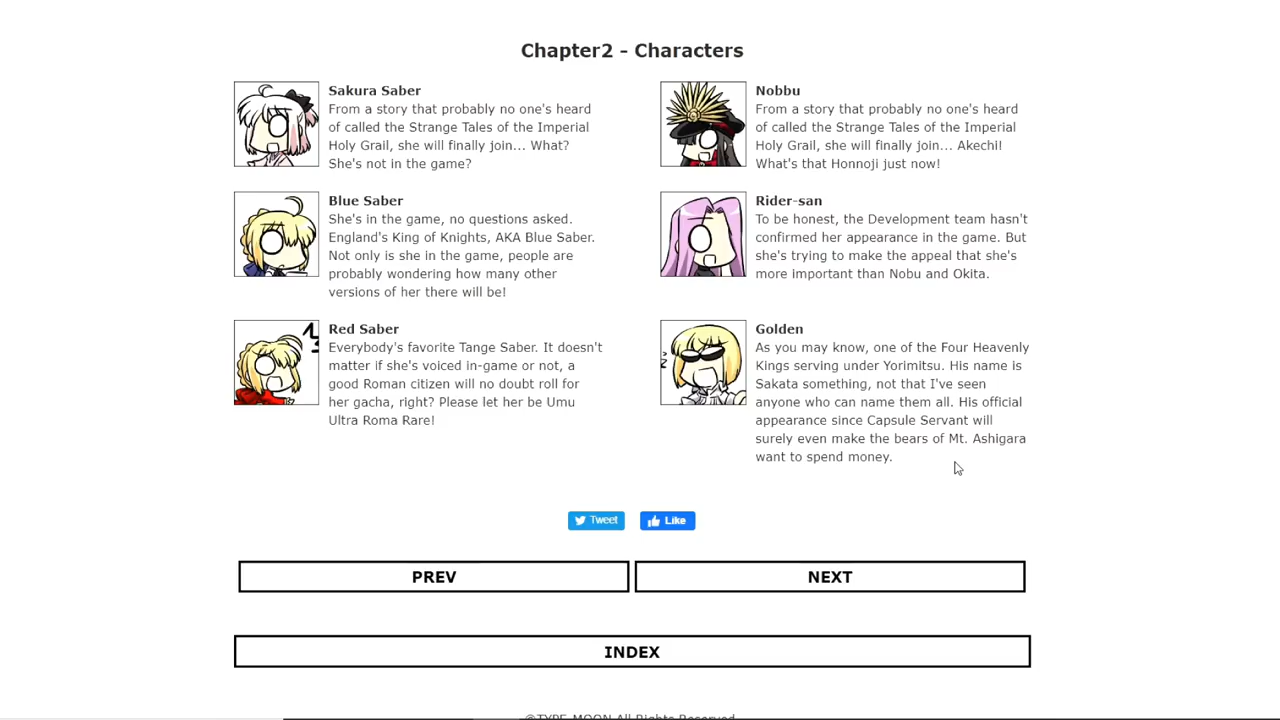 Chapter2 - Characters
Sakura Saber
From a story that probably no one's heard
of called the Strange Tales of the Imperial
Holy Grail, she will finally join... What?
She's not in the game?
Nobbu
From a story that probably no one's heard
of called the Strange Tales of the Imperial
Holy Grail, she will finally join... Akechi!
What's that Honnoji just now!
Blue Saber
She's in the game, no questions asked.
England's King of Knights, AKA Blue Saber.
Not only is she in the game, people are
probably wondering how many other
versions of her there will be!
Rider-san
To be honest, the Development team hasn't
confirmed her appearance in the game. But
she's trying to make the appeal that she's
more important than Nobu and Okita.
Red Saber
Everybody's favorite Tange Saber. It doesn't
matter if she's voiced in-game or not, a
good Roman citizen will no doubt roll for
her gacha, right? Please let her be Umu
Ultra Roma Rare!
Golden
As you may know, one of the Four Heavenly
Kings serving under Yorimitsu. His name is
Sakata something, not that I've seen
anyone who can name them all. His official
appearance since Capsule Servant will
surely even make the bears of Mt. Ashigara
want to spend money.
Tweet
Like
PREV
NEXT
INDEX
©TYPE-MOON All Rights Reserved.